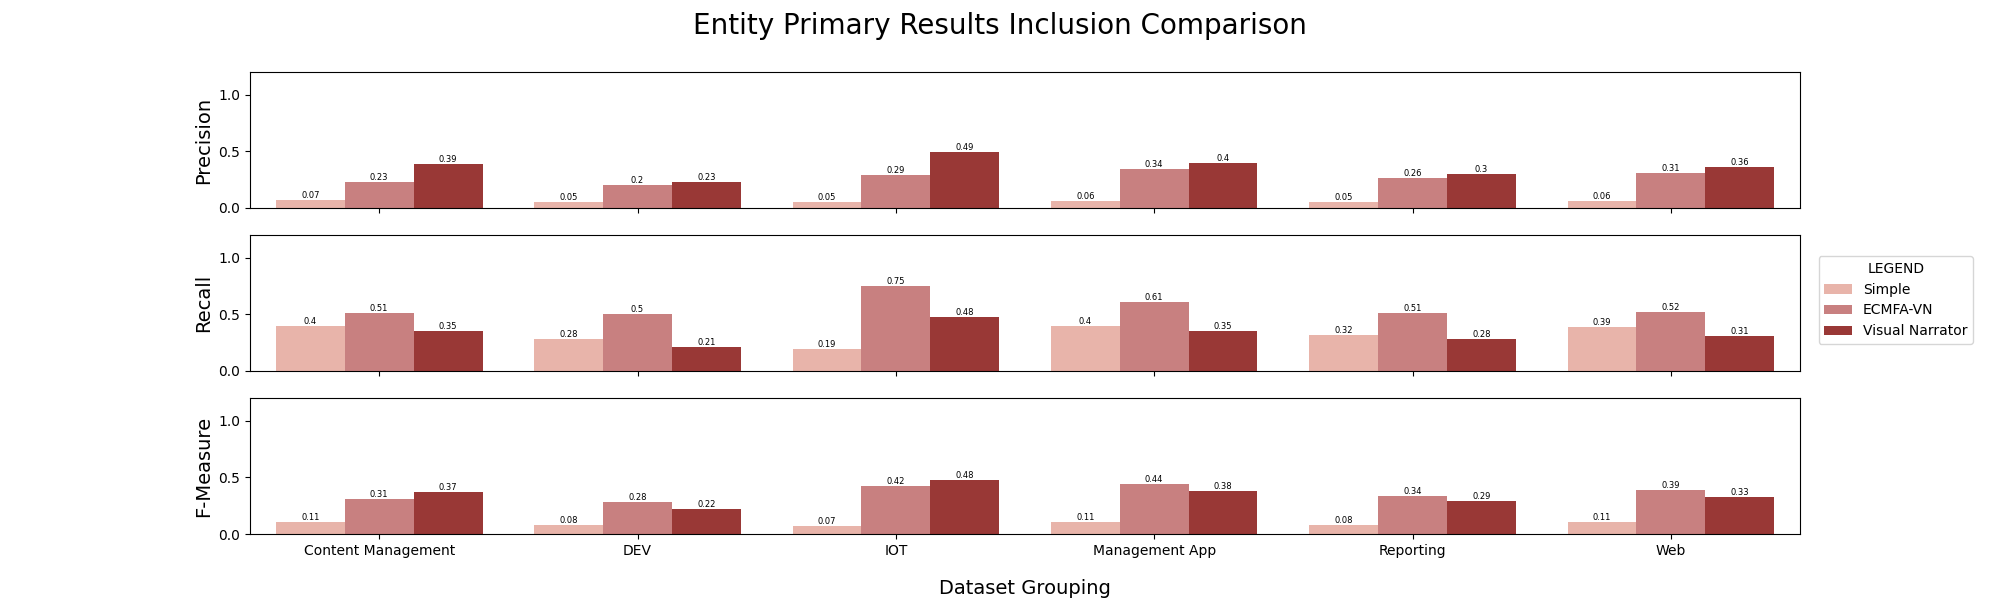 Entity Primary Results Inclusion Comparison
Precision
1.0
0.5
0.0
0.07 0.23 0.39 0.05 0.2 0.23 0.05 0.29 0.49 0.06 0.34 0.4 0.05 0.26 0.3 0.06 0.31 0.36
Recall
1.0
0.5
0.0
0.4 0.51 0.35 0.28 0.5 0.21 0.19 0.75 0.48 0.4 0.61 0.35 0.32 0.51 0.28 0.39 0.52 0.31
LEGEND
Simple
ECMFA-VN
Visual Narrator
F-Measure
1.0
0.5
0.0
0.11 0.31 0.37 0.08 0.28 0.22 0.07 0.42 0.48 0.11 0.44 0.38 0.08 0.34 0.29 0.11 0.39 0.33
Content Management DEV IOT Management App Reporting Web
Dataset Grouping